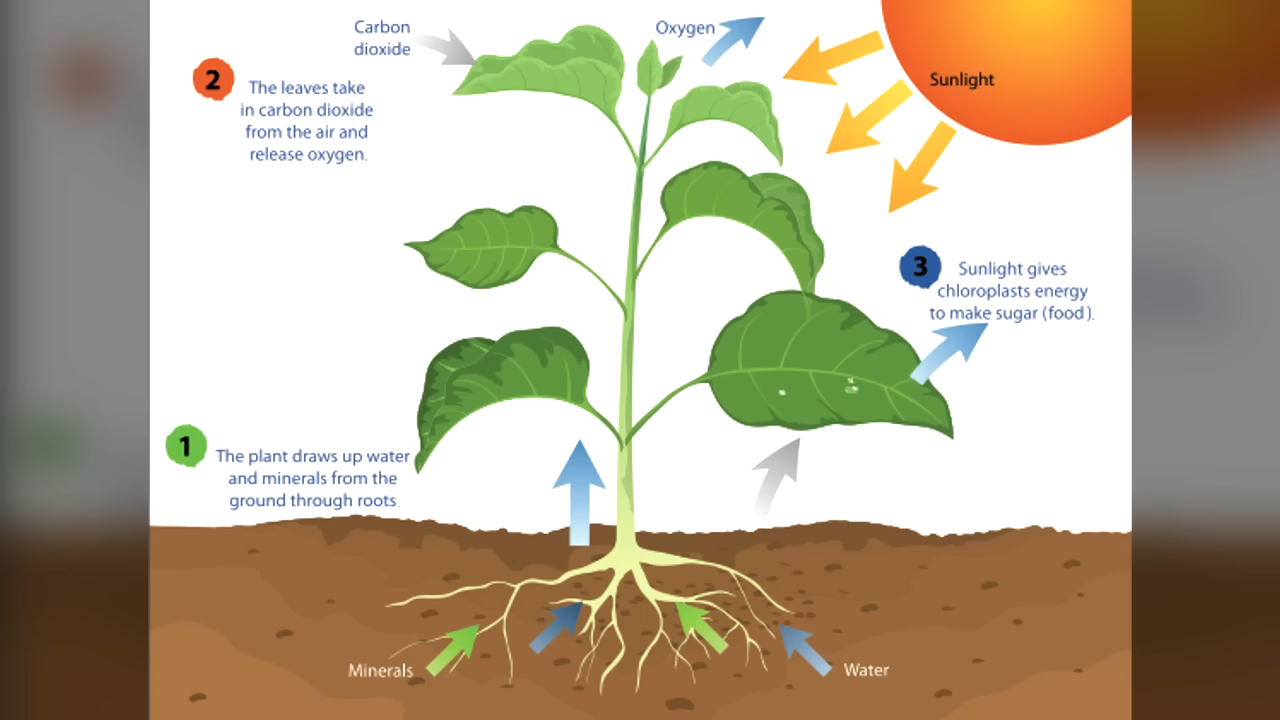 Carbon
dioxide
Oxygen
Sunlight
2
The leaves take
in carbon dioxide
from the air and
release oxygen.
3
Sunlight gives
chloroplasts energy
to make sugar (food).
1
The plant draws up water
and minerals from the
ground through roots.
Minerals
Water